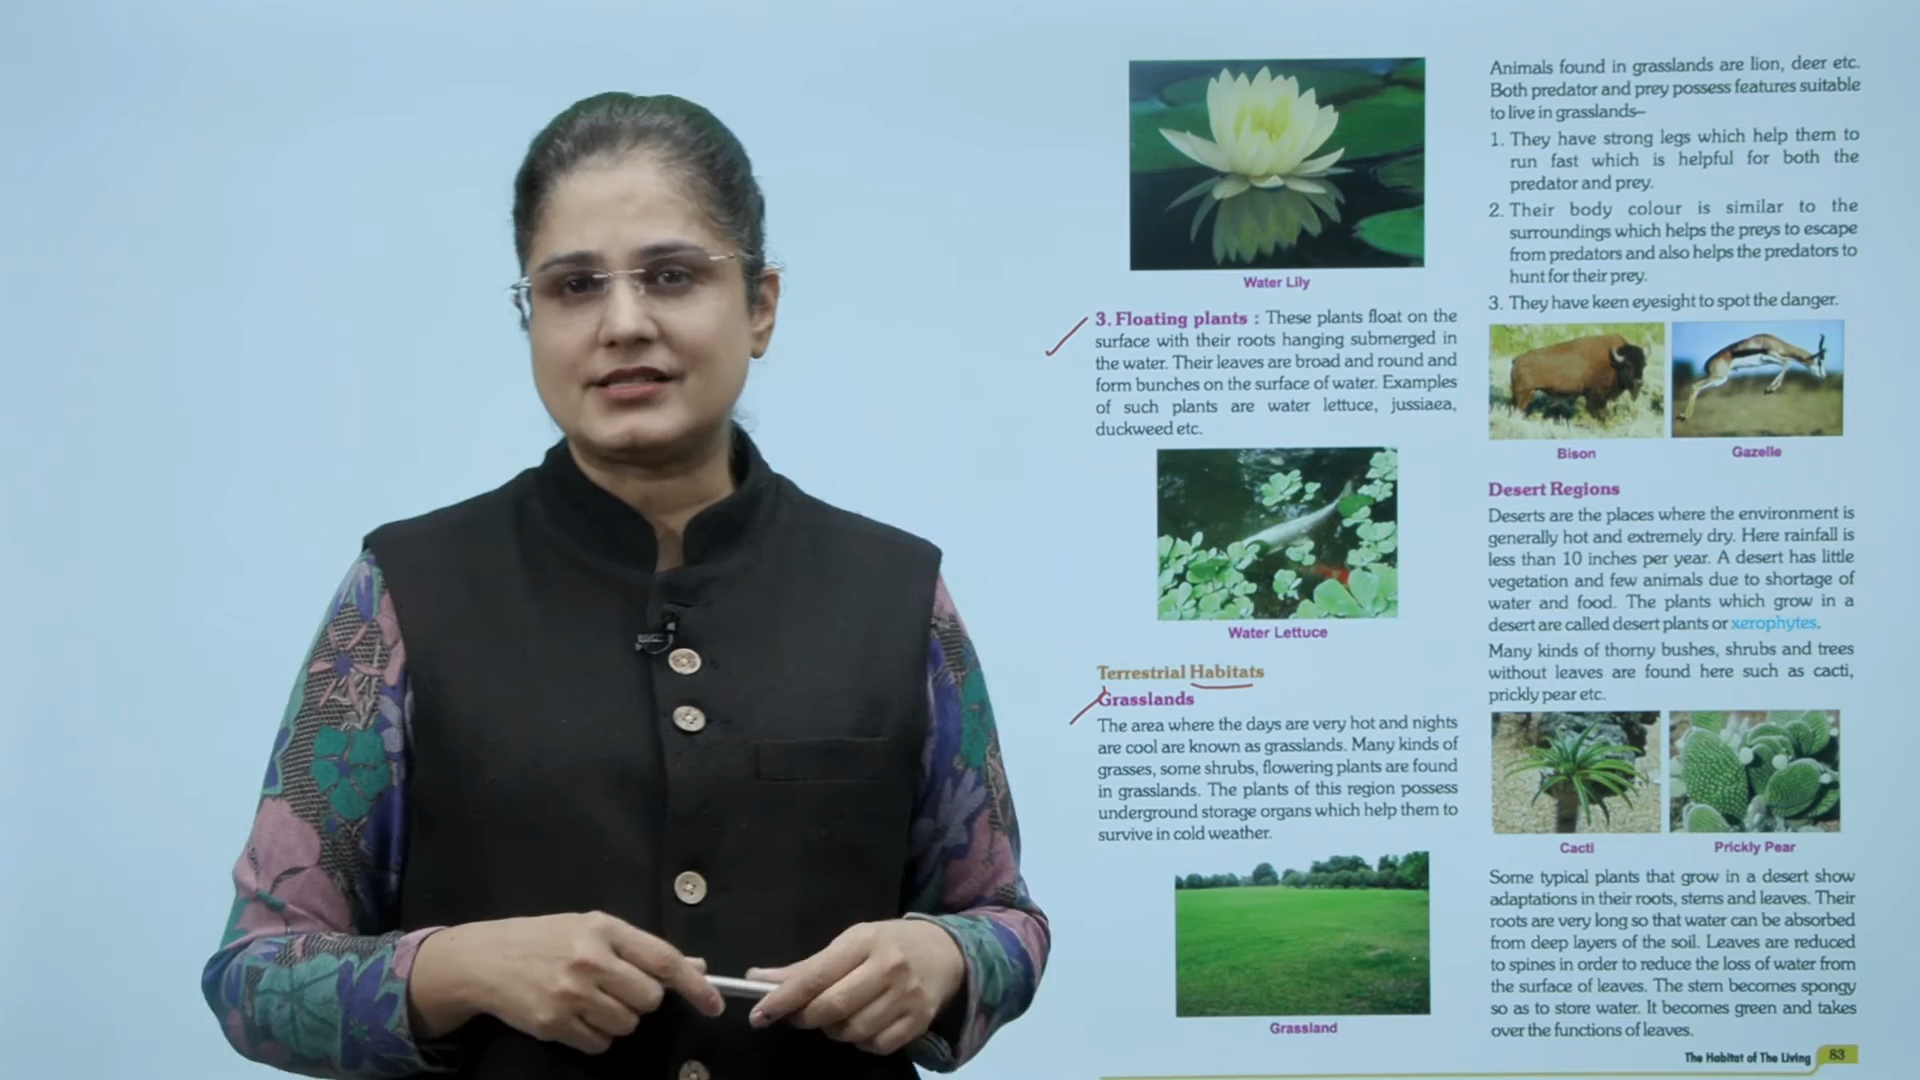 Water Lily
3. Floating plants : These plants float on the
surface with their roots hanging submerged in
the water. Their leaves are broad and round and
form bunches on the surface of water. Examples
of such plants are water lettuce, jussiaea,
duckweed etc.
Water Lettuce
Terrestrial Habitats
Grasslands
The area where the days are very hot and nights
are cool are known as grasslands. Many kinds of
grasses, some shrubs, flowering plants are found
in grasslands. The plants of this region possess
underground storage organs which help them to
survive in cold weather.
Grassland
Animals found in grasslands are lion, deer etc.
Both predator and prey possess features suitable
to live in grasslands–
1. They have strong legs which help them to
run fast which is helpful for both the
predator and prey.
2. Their body colour is similar to the
surroundings which helps the preys to escape
from predators and also helps the predators to
hunt for their prey.
3. They have keen eyesight to spot the danger.
Bison
Gazelle
Desert Regions
Deserts are the places where the environment is
generally hot and extremely dry. Here rainfall is
less than 10 inches per year. A desert has little
vegetation and few animals due to shortage of
water and food. The plants which grow in a
desert are called desert plants or xerophytes.
Many kinds of thorny bushes, shrubs and trees
without leaves are found here such as cacti,
prickly pear etc.
Cacti
Prickly Pear
Some typical plants that grow in a desert show
adaptations in their roots, stems and leaves. Their
roots are very long so that water can be absorbed
from deep layers of the soil. Leaves are reduced
to spines in order to reduce the loss of water from
the surface of leaves. The stem becomes spongy
so as to store water. It becomes green and takes
over the functions of leaves.
The Habitat of The Living 83